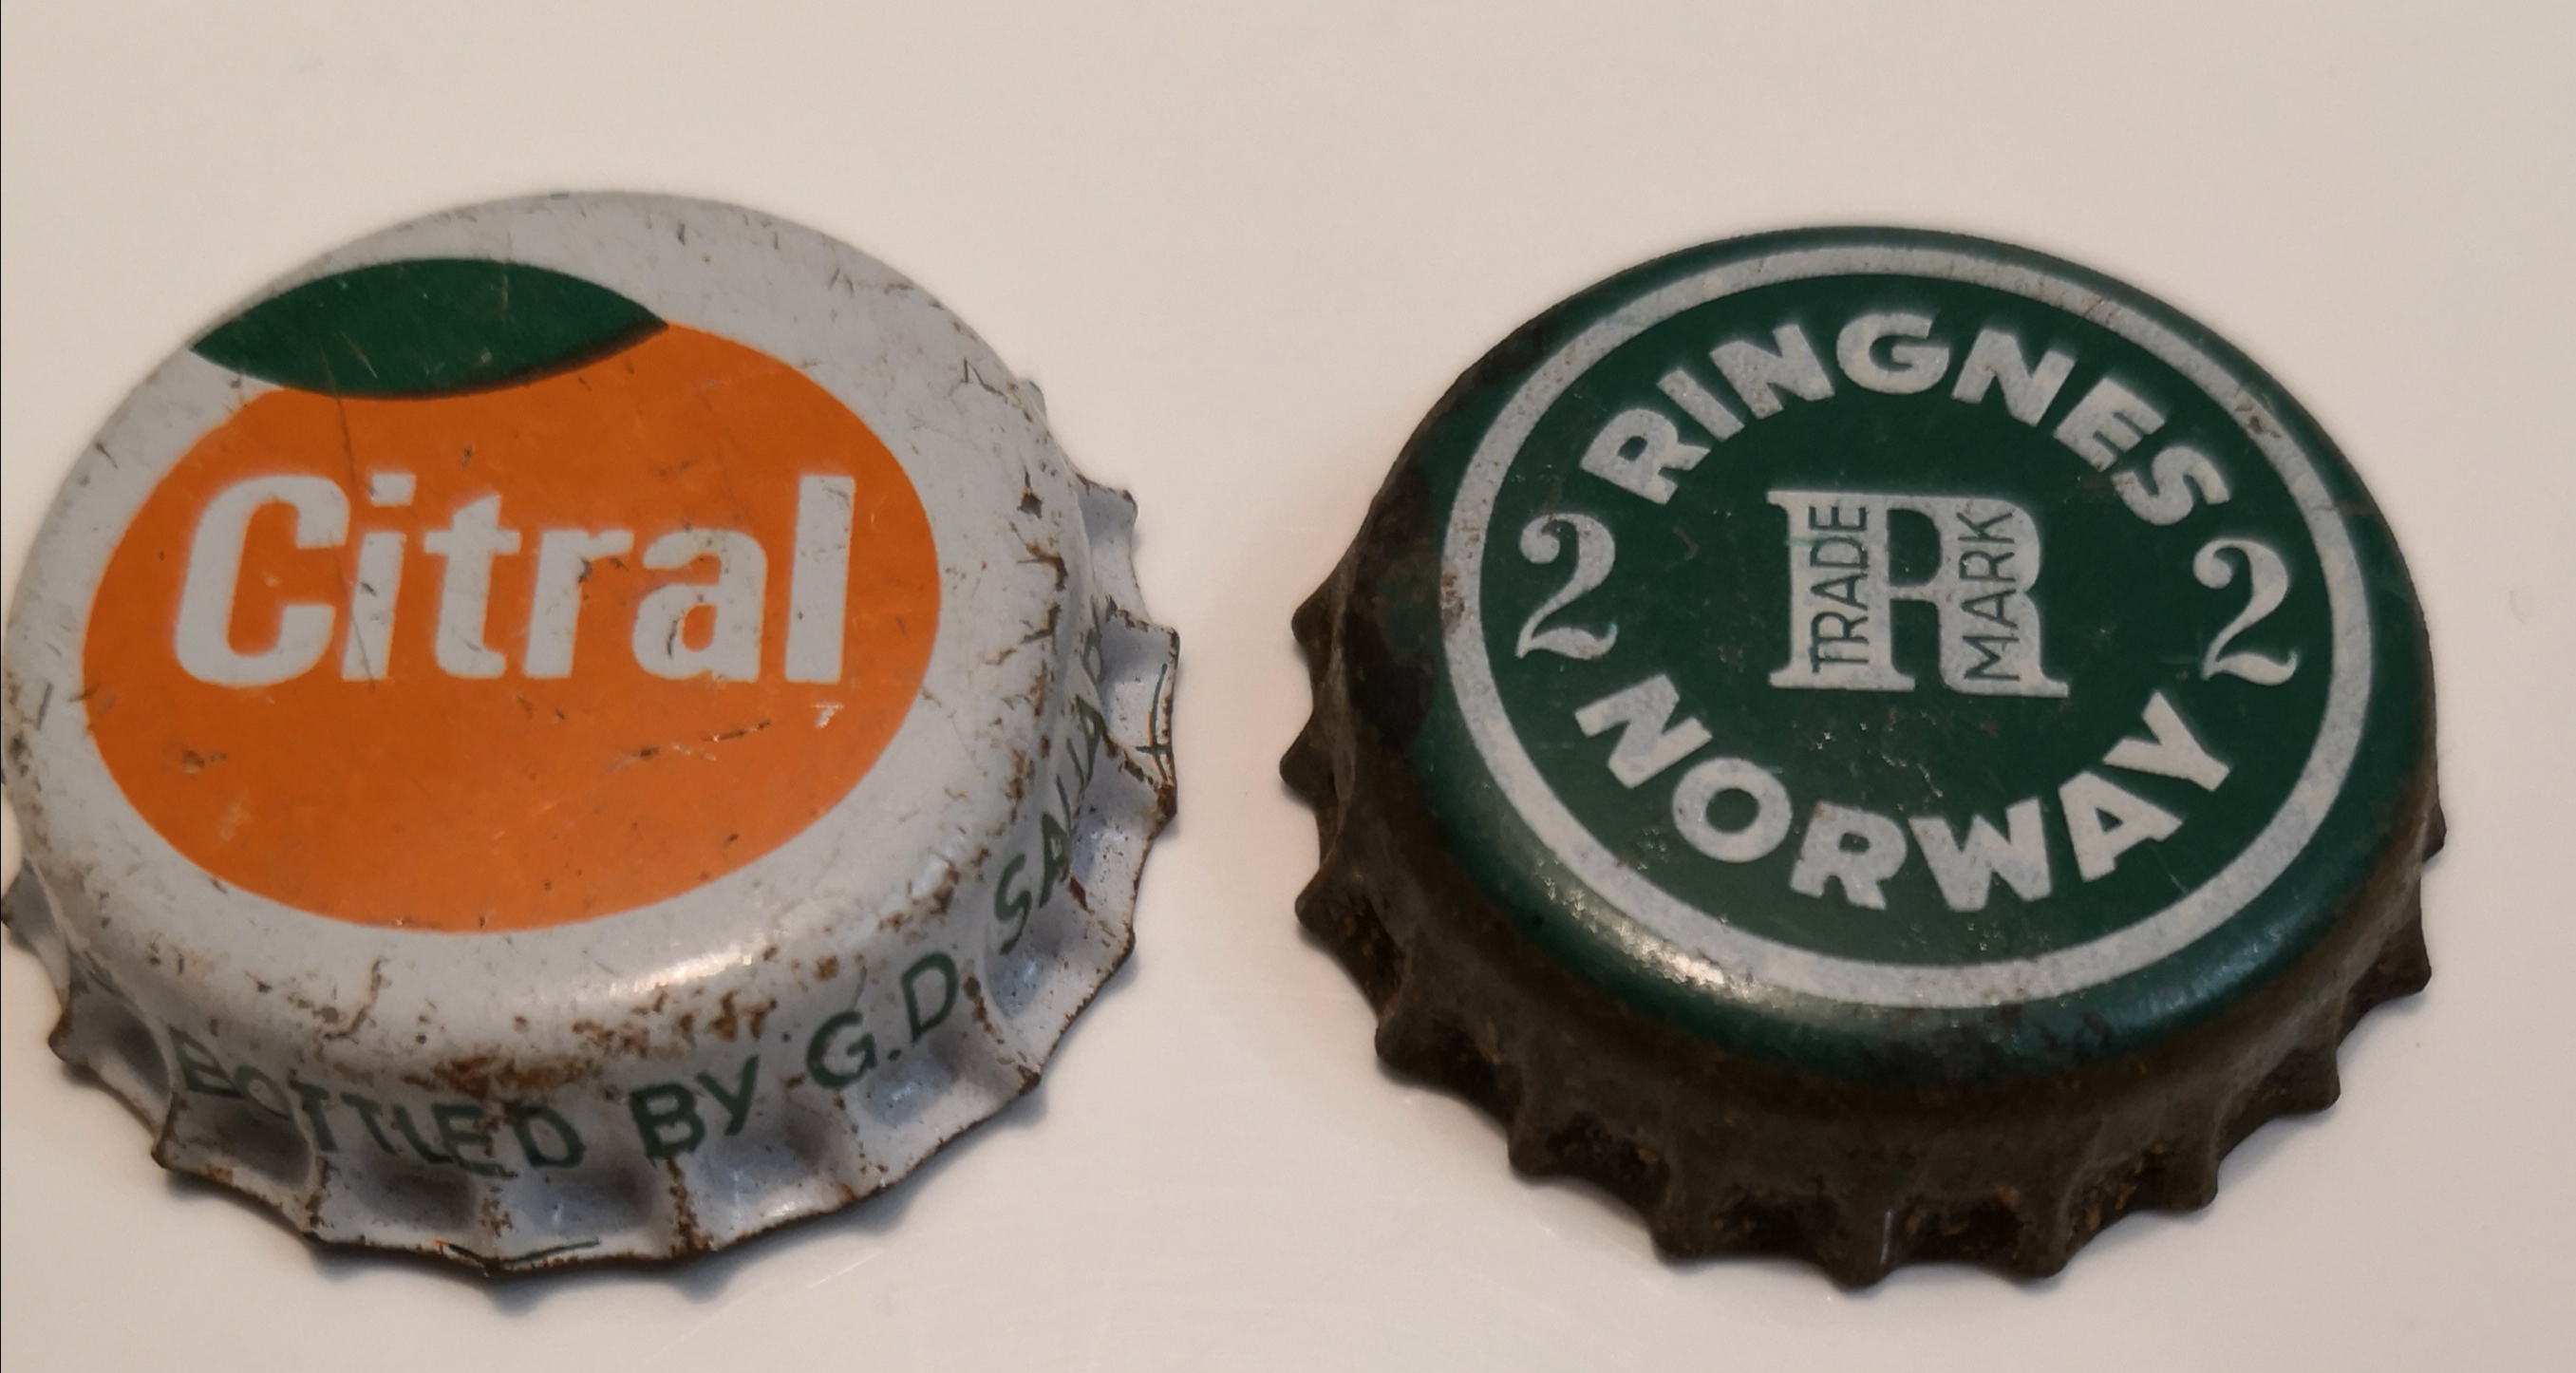 Citral
BOTTLED BY G.D.
RINGNES
2 2
TRADE R MARK
NORWAY